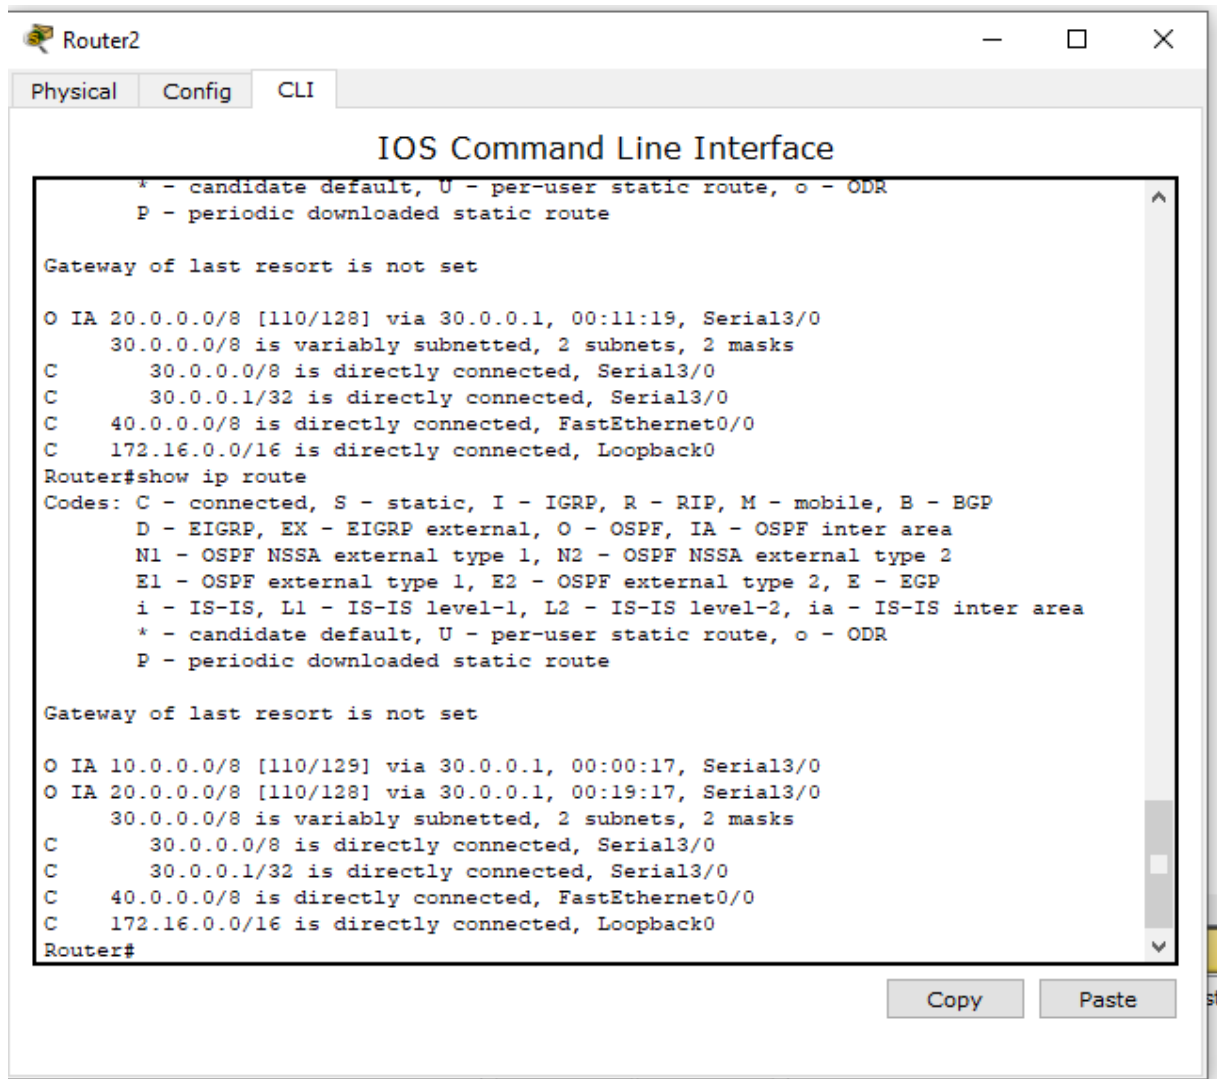 Router2
Physical Config CLI
IOS Command Line Interface
* - candidate default, U - per-user static route, o - ODR
P - periodic downloaded static route
Gateway of last resort is not set
O IA 20.0.0.0/8 [110/128] via 30.0.0.1, 00:11:19, Serial3/0
30.0.0.0/8 is variably subnetted, 2 subnets, 2 masks
C 30.0.0.0/8 is directly connected, Serial3/0
C 30.0.0.1/32 is directly connected, Serial3/0
C 40.0.0.0/8 is directly connected, FastEthernet0/0
C 172.16.0.0/16 is directly connected, Loopback0
Router#show ip route
Codes: C - connected, S - static, I - IGRP, R - RIP, M - mobile, B - BGP
D - EIGRP, EX - EIGRP external, O - OSPF, IA - OSPF inter area
N1 - OSPF NSSA external type 1, N2 - OSPF NSSA external type 2
E1 - OSPF external type 1, E2 - OSPF external type 2, E - EGP
i - IS-IS, L1 - IS-IS level-1, L2 - IS-IS level-2, ia - IS-IS inter area
* - candidate default, U - per-user static route, o - ODR
P - periodic downloaded static route
Gateway of last resort is not set
O IA 10.0.0.0/8 [110/129] via 30.0.0.1, 00:00:17, Serial3/0
O IA 20.0.0.0/8 [110/128] via 30.0.0.1, 00:19:17, Serial3/0
30.0.0.0/8 is variably subnetted, 2 subnets, 2 masks
C 30.0.0.0/8 is directly connected, Serial3/0
C 30.0.0.1/32 is directly connected, Serial3/0
C 40.0.0.0/8 is directly connected, FastEthernet0/0
C 172.16.0.0/16 is directly connected, Loopback0
Router#
Copy Paste